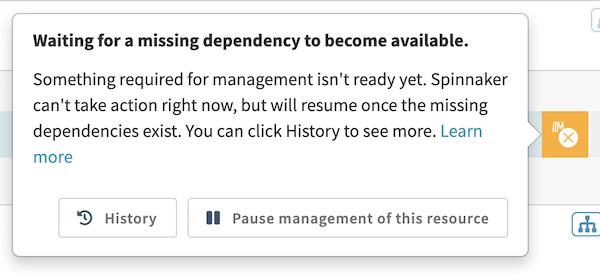 Waiting for a missing dependency to become available.
Something required for management isn't ready yet. Spinnaker
can't take action right now, but will resume once the missing
dependencies exist. You can click History to see more. Learn
more
History
Pause management of this resource